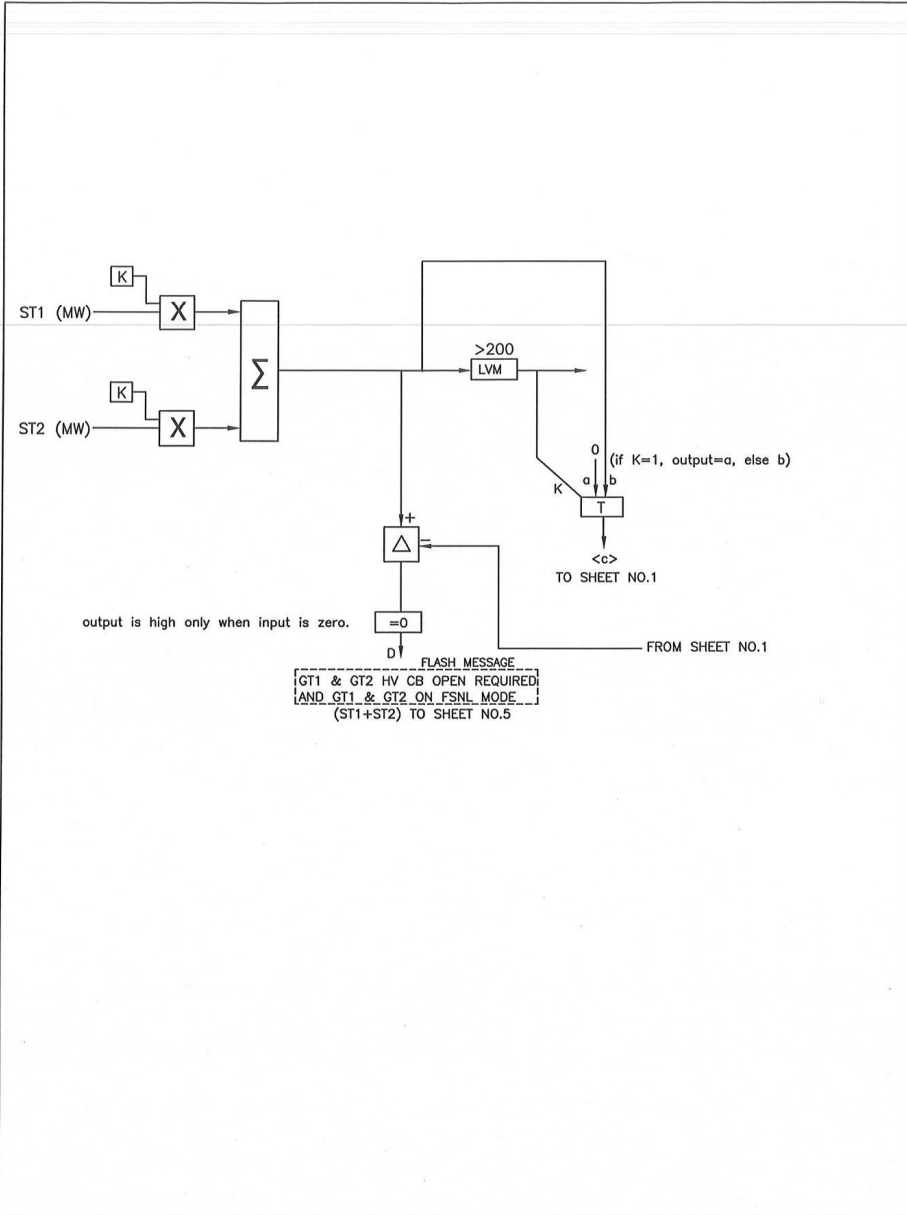 K
ST1 (MW)
X
Σ
>200
LVM
K
ST2 (MW)
X
0
(if K=1, output=a, else b)
a
b
K
T
+
Δ
−
<c>
TO SHEET NO.1
output is high only when input is zero.
=0
FROM SHEET NO.1
D
FLASH MESSAGE
GT1 & GT2 HV CB OPEN REQUIRED
AND GT1 & GT2 ON FSNL MODE
(ST1+ST2) TO SHEET NO.5